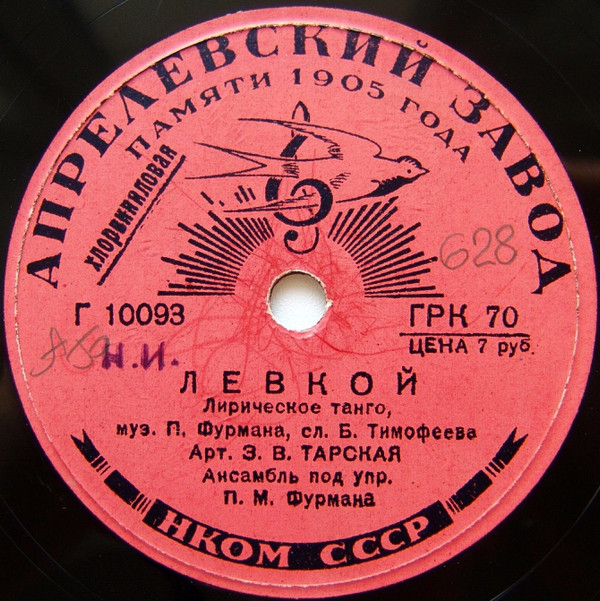 АПРЕЛЕВСКИЙ ЗАВОД
ПАМЯТИ 1905 ГОДА
хлорвиниловая
628
Г 10093
ГРК 70
ЦЕНА 7 руб.
Н.И.
ЛЕВКОЙ
Лирическое танго,
муз. П. Фурмана, сл. Б. Тимофеева
Арт. З. В. ТАРСКАЯ
Ансамбль под упр.
П. М. Фурмана
НКОМ СССР